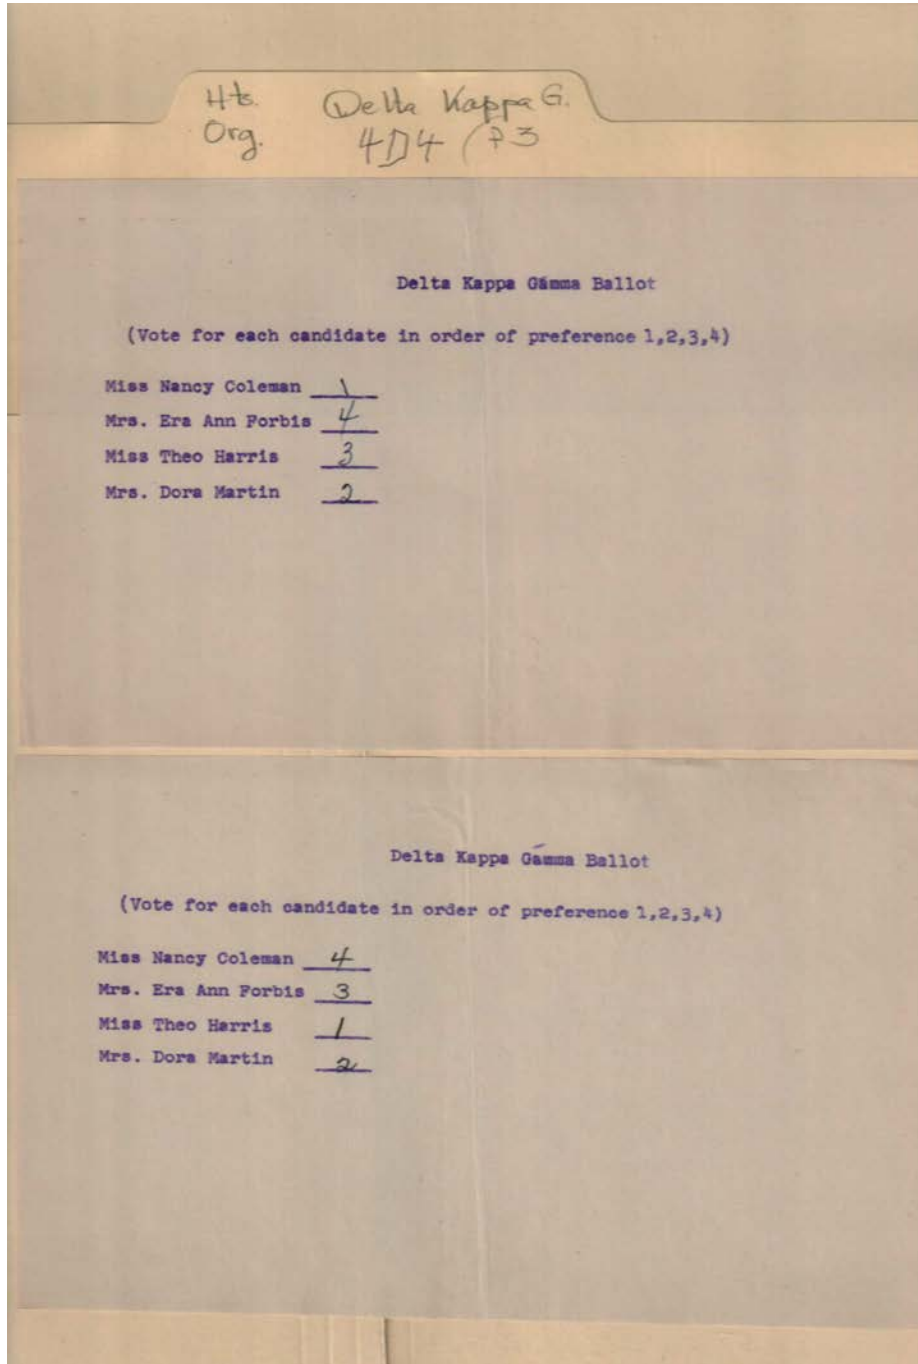 Hts. Delta Kappa G.
Org. 4D4 (P3
Delta Kappa Gamma Ballot
(Vote for each candidate in order of preference 1,2,3,4)
Miss Nancy Coleman 1
Mrs. Era Ann Forbis 4
Miss Theo Harris 3
Mrs. Dora Martin 2
Delta Kappa Gamma Ballot
(Vote for each candidate in order of preference 1,2,3,4)
Miss Nancy Coleman 4
Mrs. Era Ann Forbis 3
Miss Theo Harris 1
Mrs. Dora Martin 2